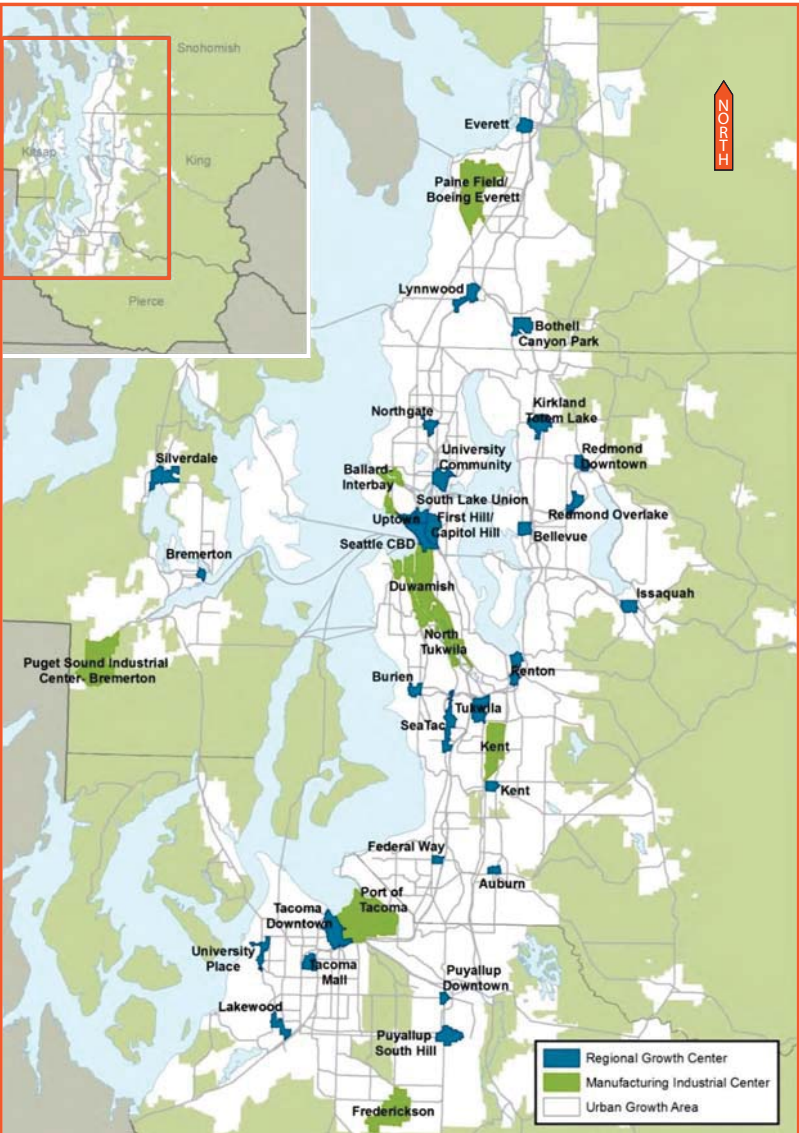 Snohomish
Kitsap
King
Pierce
NORTH
Everett
Paine Field/
Boeing Everett
Lynnwood
Bothell
Canyon Park
Northgate
Kirkland
Totem Lake
Silverdale
University
Community
Redmond
Downtown
Ballard-
Interbay
South Lake Union
Uptown
First Hill/
Capitol Hill
Redmond Overlake
Seattle CBD
Bellevue
Bremerton
Duwamish
Issaquah
North
Tukwila
Puget Sound Industrial
Center- Bremerton
Burien
Renton
Tukwila
SeaTac
Kent
Kent
Federal Way
Auburn
Port of
Tacoma
Tacoma
Downtown
University
Place
Tacoma
Mall
Puyallup
Downtown
Lakewood
Puyallup
South Hill
Frederickson
Regional Growth Center
Manufacturing Industrial Center
Urban Growth Area